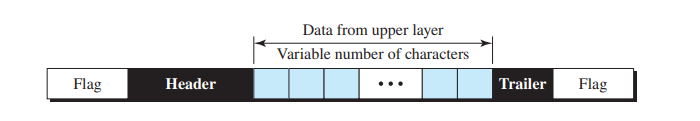 Data from upper layer
Variable number of characters
Flag Header ... Trailer Flag